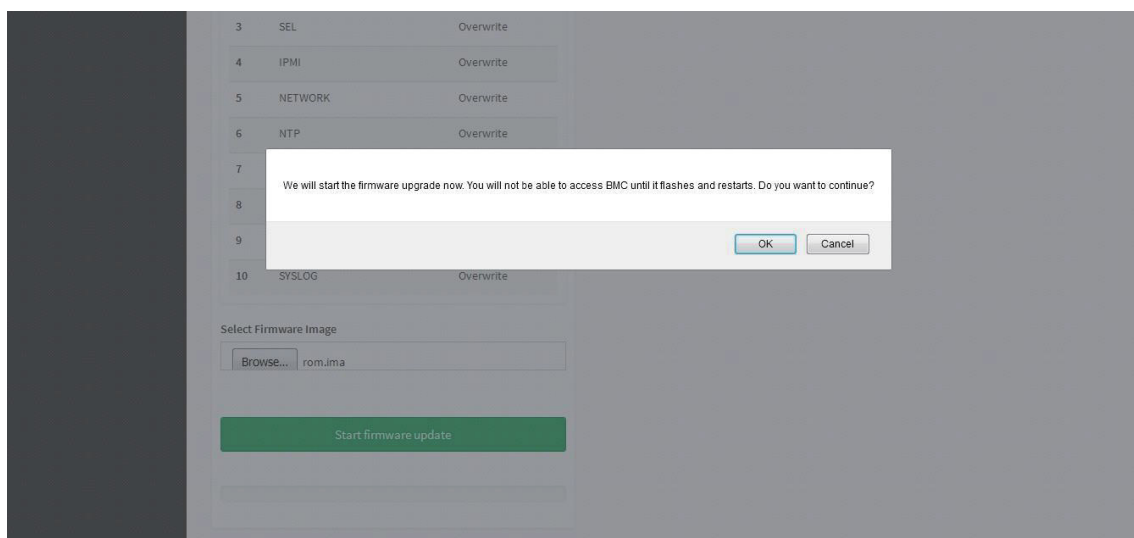 3 SEL Overwrite
4 IPMI Overwrite
5 NETWORK Overwrite
6 NTP Overwrite
7
We will start the firmware upgrade now. You will not be able to access BMC until it flashes and restarts. Do you want to continue?
8
9
OK Cancel
10 SYSLOG Overwrite
Select Firmware Image
Browse... rom.ima
Start firmware update